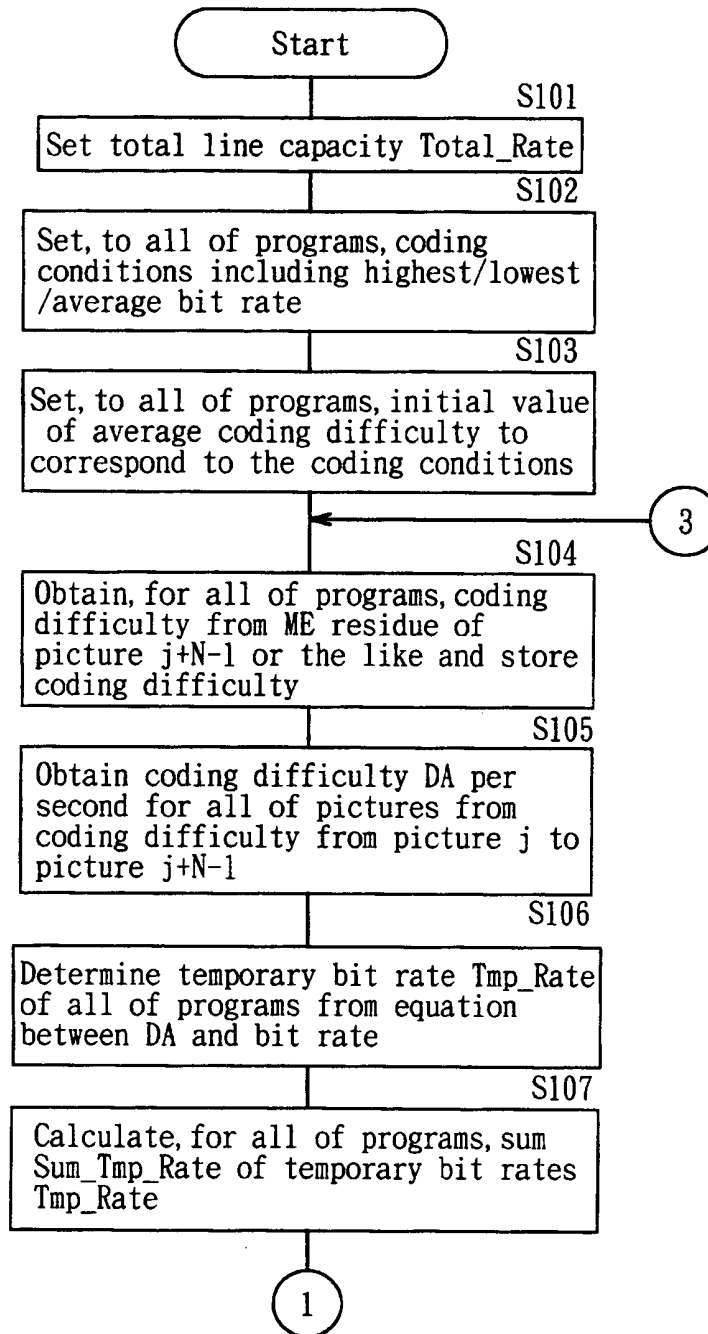 Start
S101
Set total line capacity Total_Rate
S102
Set, to all of programs, coding
conditions including highest/lowest
/average bit rate
S103
Set, to all of programs, initial value
of average coding difficulty to
correspond to the coding conditions
3
S104
Obtain, for all of programs, coding
difficulty from ME residue of
picture j+N-1 or the like and store
coding difficulty
S105
Obtain coding difficulty DA per
second for all of pictures from
coding difficulty from picture j to
picture j+N-1
S106
Determine temporary bit rate Tmp_Rate
of all of programs from equation
between DA and bit rate
S107
Calculate, for all of programs, sum
Sum_Tmp_Rate of temporary bit rates
Tmp_Rate
1